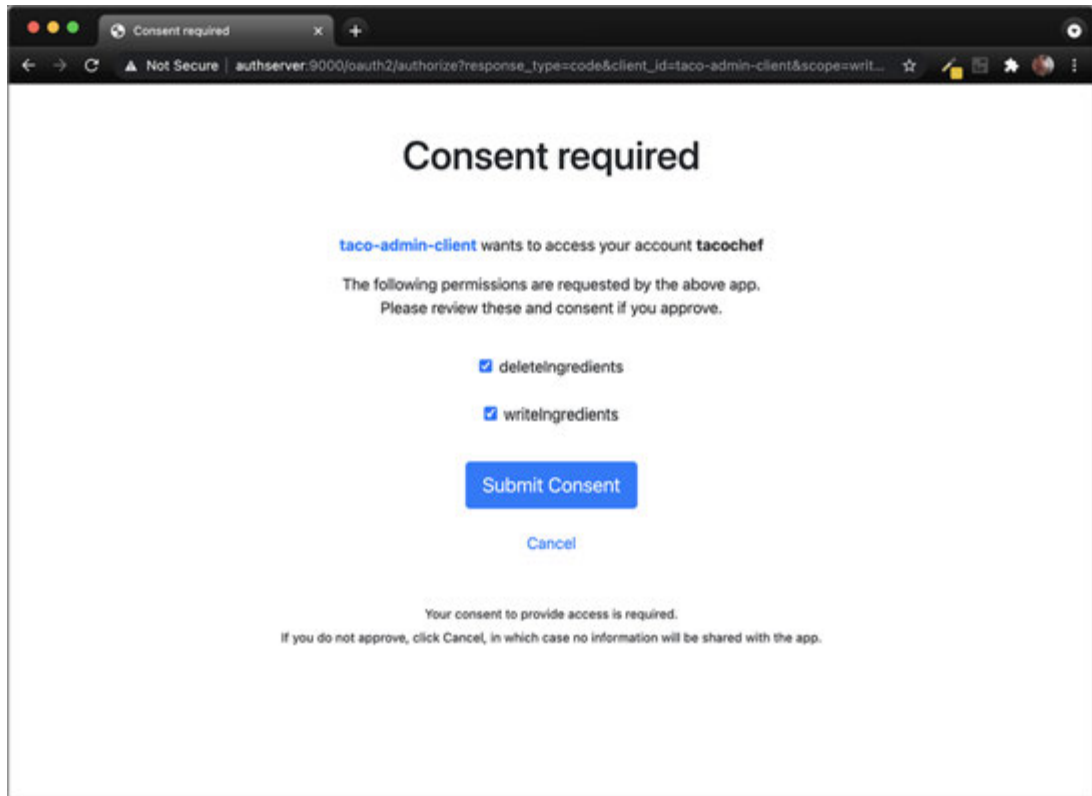 Consent required
Not Secure | authserver:9000/oauth2/authorize?response_type=code&client_id=taco-admin-client&scope=writ...
Consent required
taco-admin-client wants to access your account tacochef
The following permissions are requested by the above app.
Please review these and consent if you approve.
deleteIngredients
writeIngredients
Submit Consent
Cancel
Your consent to provide access is required.
If you do not approve, click Cancel, in which case no information will be shared with the app.